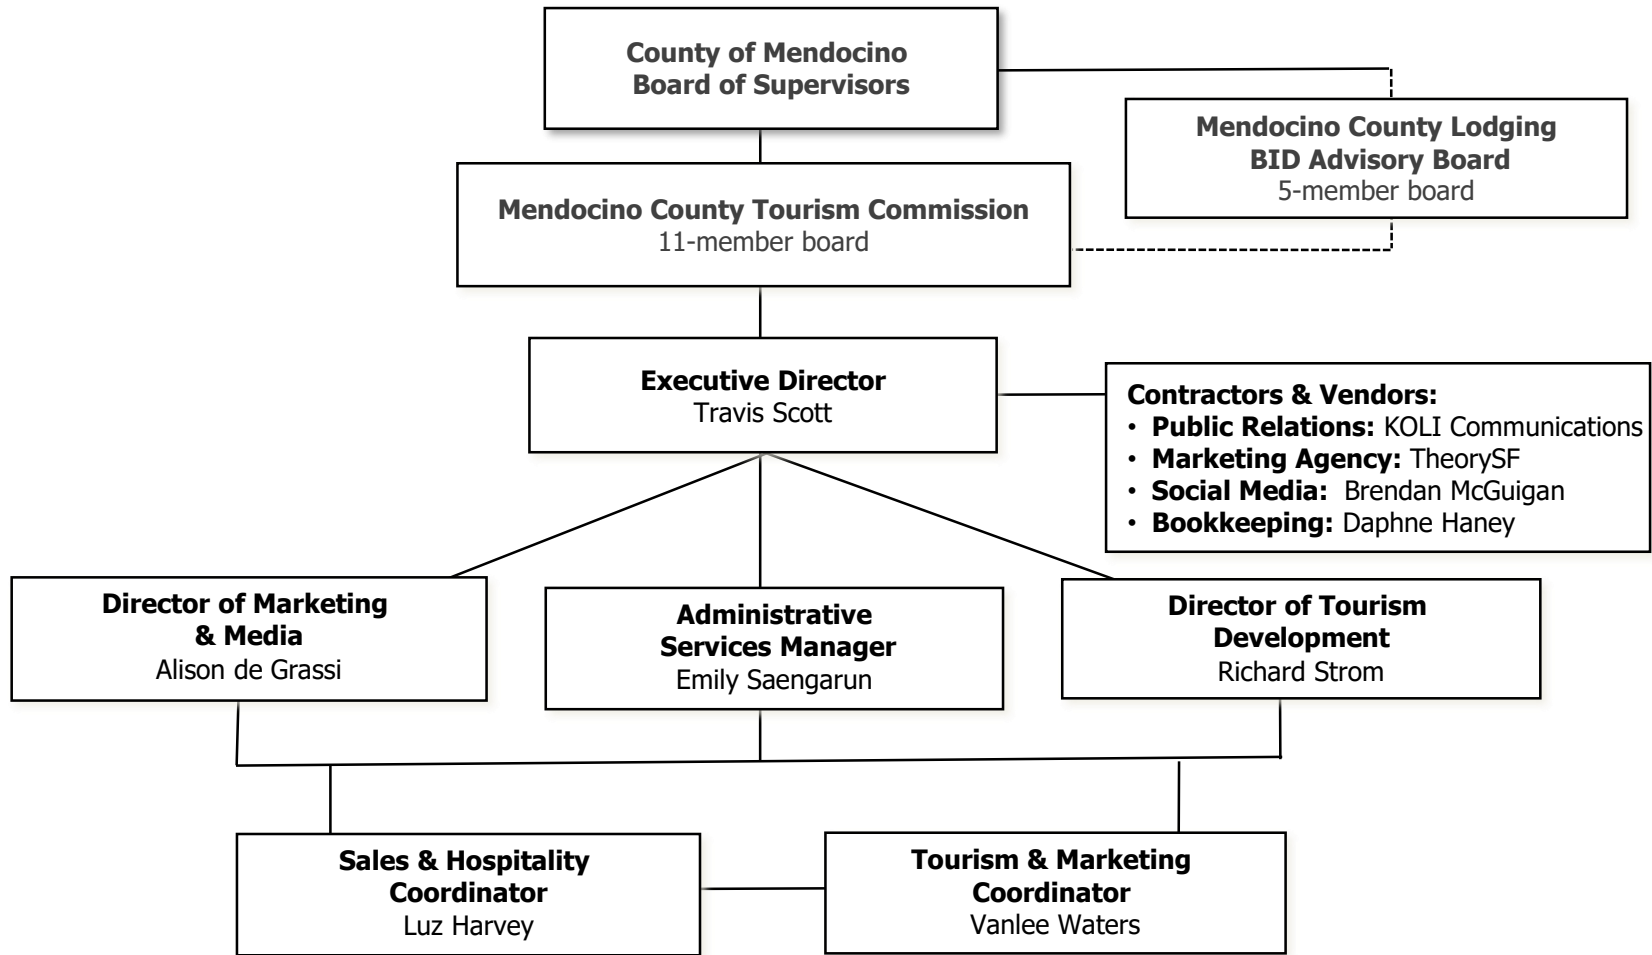 County of Mendocino
Board of Supervisors
Mendocino County Lodging
BID Advisory Board
5-member board
Mendocino County Tourism Commission
11-member board
Executive Director
Travis Scott
Contractors & Vendors:
• Public Relations: KOLI Communications
• Marketing Agency: TheorySF
• Social Media: Brendan McGuigan
• Bookkeeping: Daphne Haney
Director of Marketing
& Media
Alison de Grassi
Administrative
Services Manager
Emily Saengarun
Director of Tourism
Development
Richard Strom
Sales & Hospitality
Coordinator
Luz Harvey
Tourism & Marketing
Coordinator
Vanlee Waters